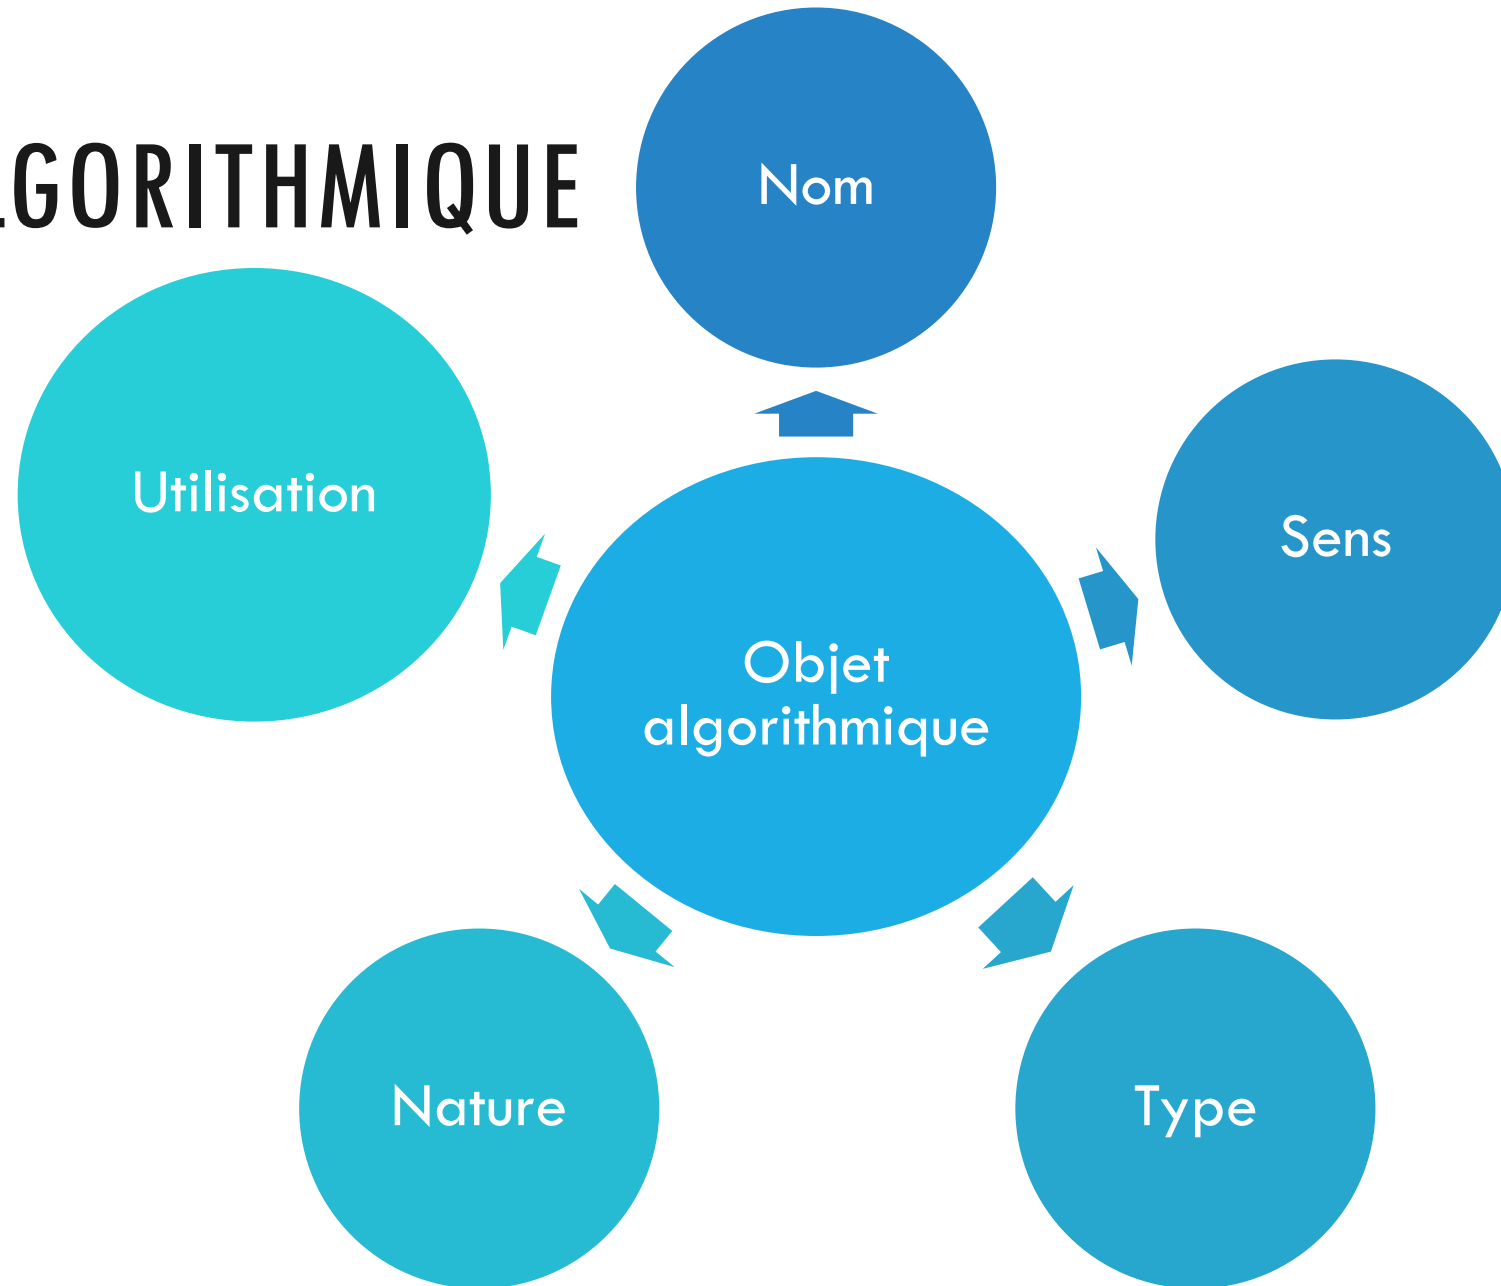 LGORITHMIQUE
Nom
Utilisation
Sens
Objet
algorithmique
Nature
Type